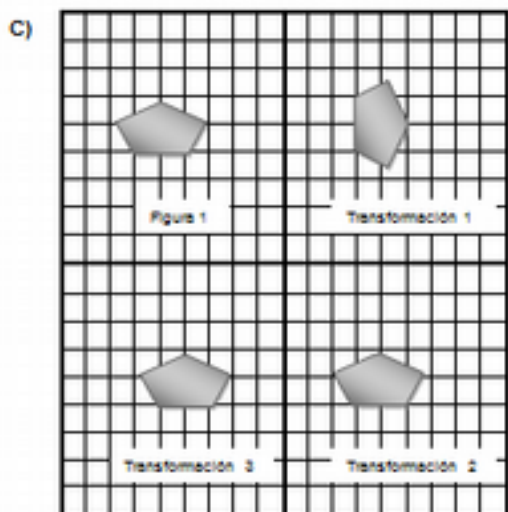 C)
Figura 1
Transformación 1
Transformación 3
Transformación 2